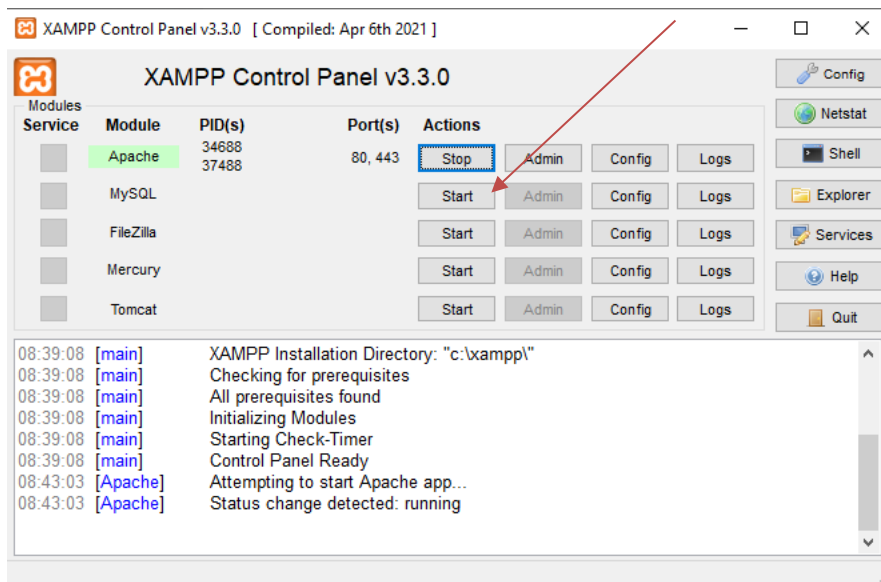 XAMPP Control Panel v3.3.0 [ Compiled: Apr 6th 2021 ]
XAMPP Control Panel v3.3.0
Config
Modules
Netstat
Service Module PID(s) Port(s) Actions
Apache 34688 37488 80, 443 Stop Admin Config Logs
Shell
MySQL Start Admin Config Logs
Explorer
FileZilla Start Admin Config Logs
Services
Mercury Start Admin Config Logs
Help
Tomcat Start Admin Config Logs
Quit
08:39:08 [main] XAMPP Installation Directory: "c:\xampp\"
08:39:08 [main] Checking for prerequisites
08:39:08 [main] All prerequisites found
08:39:08 [main] Initializing Modules
08:39:08 [main] Starting Check-Timer
08:39:08 [main] Control Panel Ready
08:43:03 [Apache] Attempting to start Apache app...
08:43:03 [Apache] Status change detected: running